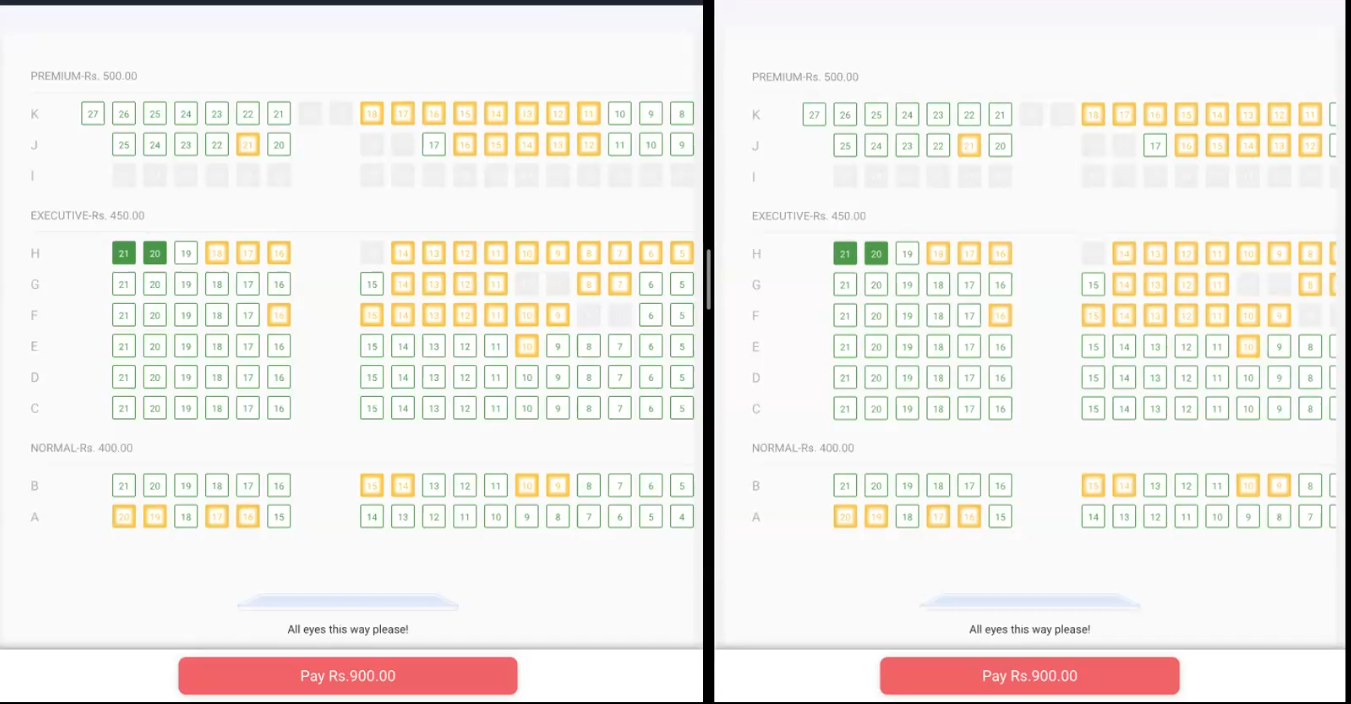 PREMIUM-Rs. 500.00
K 27 26 25 24 23 22 21 18 17 16 15 14 13 12 11 10 9 8
J 25 24 23 22 21 20 17 16 15 14 13 12 11 10 9
I
EXECUTIVE-Rs. 450.00
H 21 20 19 18 17 16 14 13 12 11 10 9 8 7 6 5
G 21 20 19 18 17 16 15 14 13 12 11 8 7 6 5
F 21 20 19 18 17 16 15 14 13 12 11 10 9 6 5
E 21 20 19 18 17 16 15 14 13 12 11 10 9 8 7 6 5
D 21 20 19 18 17 16 15 14 13 12 11 10 9 8 7 6 5
C 21 20 19 18 17 16 15 14 13 12 11 10 9 8 7 6 5
NORMAL-Rs. 400.00
B 21 20 19 18 17 16 15 14 13 12 11 10 9 8 7 6 5
A 20 19 18 17 16 15 14 13 12 11 10 9 8 7 6 5 4
All eyes this way please!
Pay Rs.900.00
PREMIUM-Rs. 500.00
K 27 26 25 24 23 22 21 18 17 16 15 14 13 12 11
J 25 24 23 22 21 20 17 16 15 14 13 12
I
EXECUTIVE-Rs. 450.00
H 21 20 19 18 17 16 14 13 12 11 10 9 8
G 21 20 19 18 17 16 15 14 13 12 11 8
F 21 20 19 18 17 16 15 14 13 12 11 10 9
E 21 20 19 18 17 16 15 14 13 12 11 10 9 8
D 21 20 19 18 17 16 15 14 13 12 11 10 9 8
C 21 20 19 18 17 16 15 14 13 12 11 10 9 8
NORMAL-Rs. 400.00
B 21 20 19 18 17 16 15 14 13 12 11 10 9 8
A 20 19 18 17 16 15 14 13 12 11 10 9 8 7
All eyes this way please!
Pay Rs.900.00